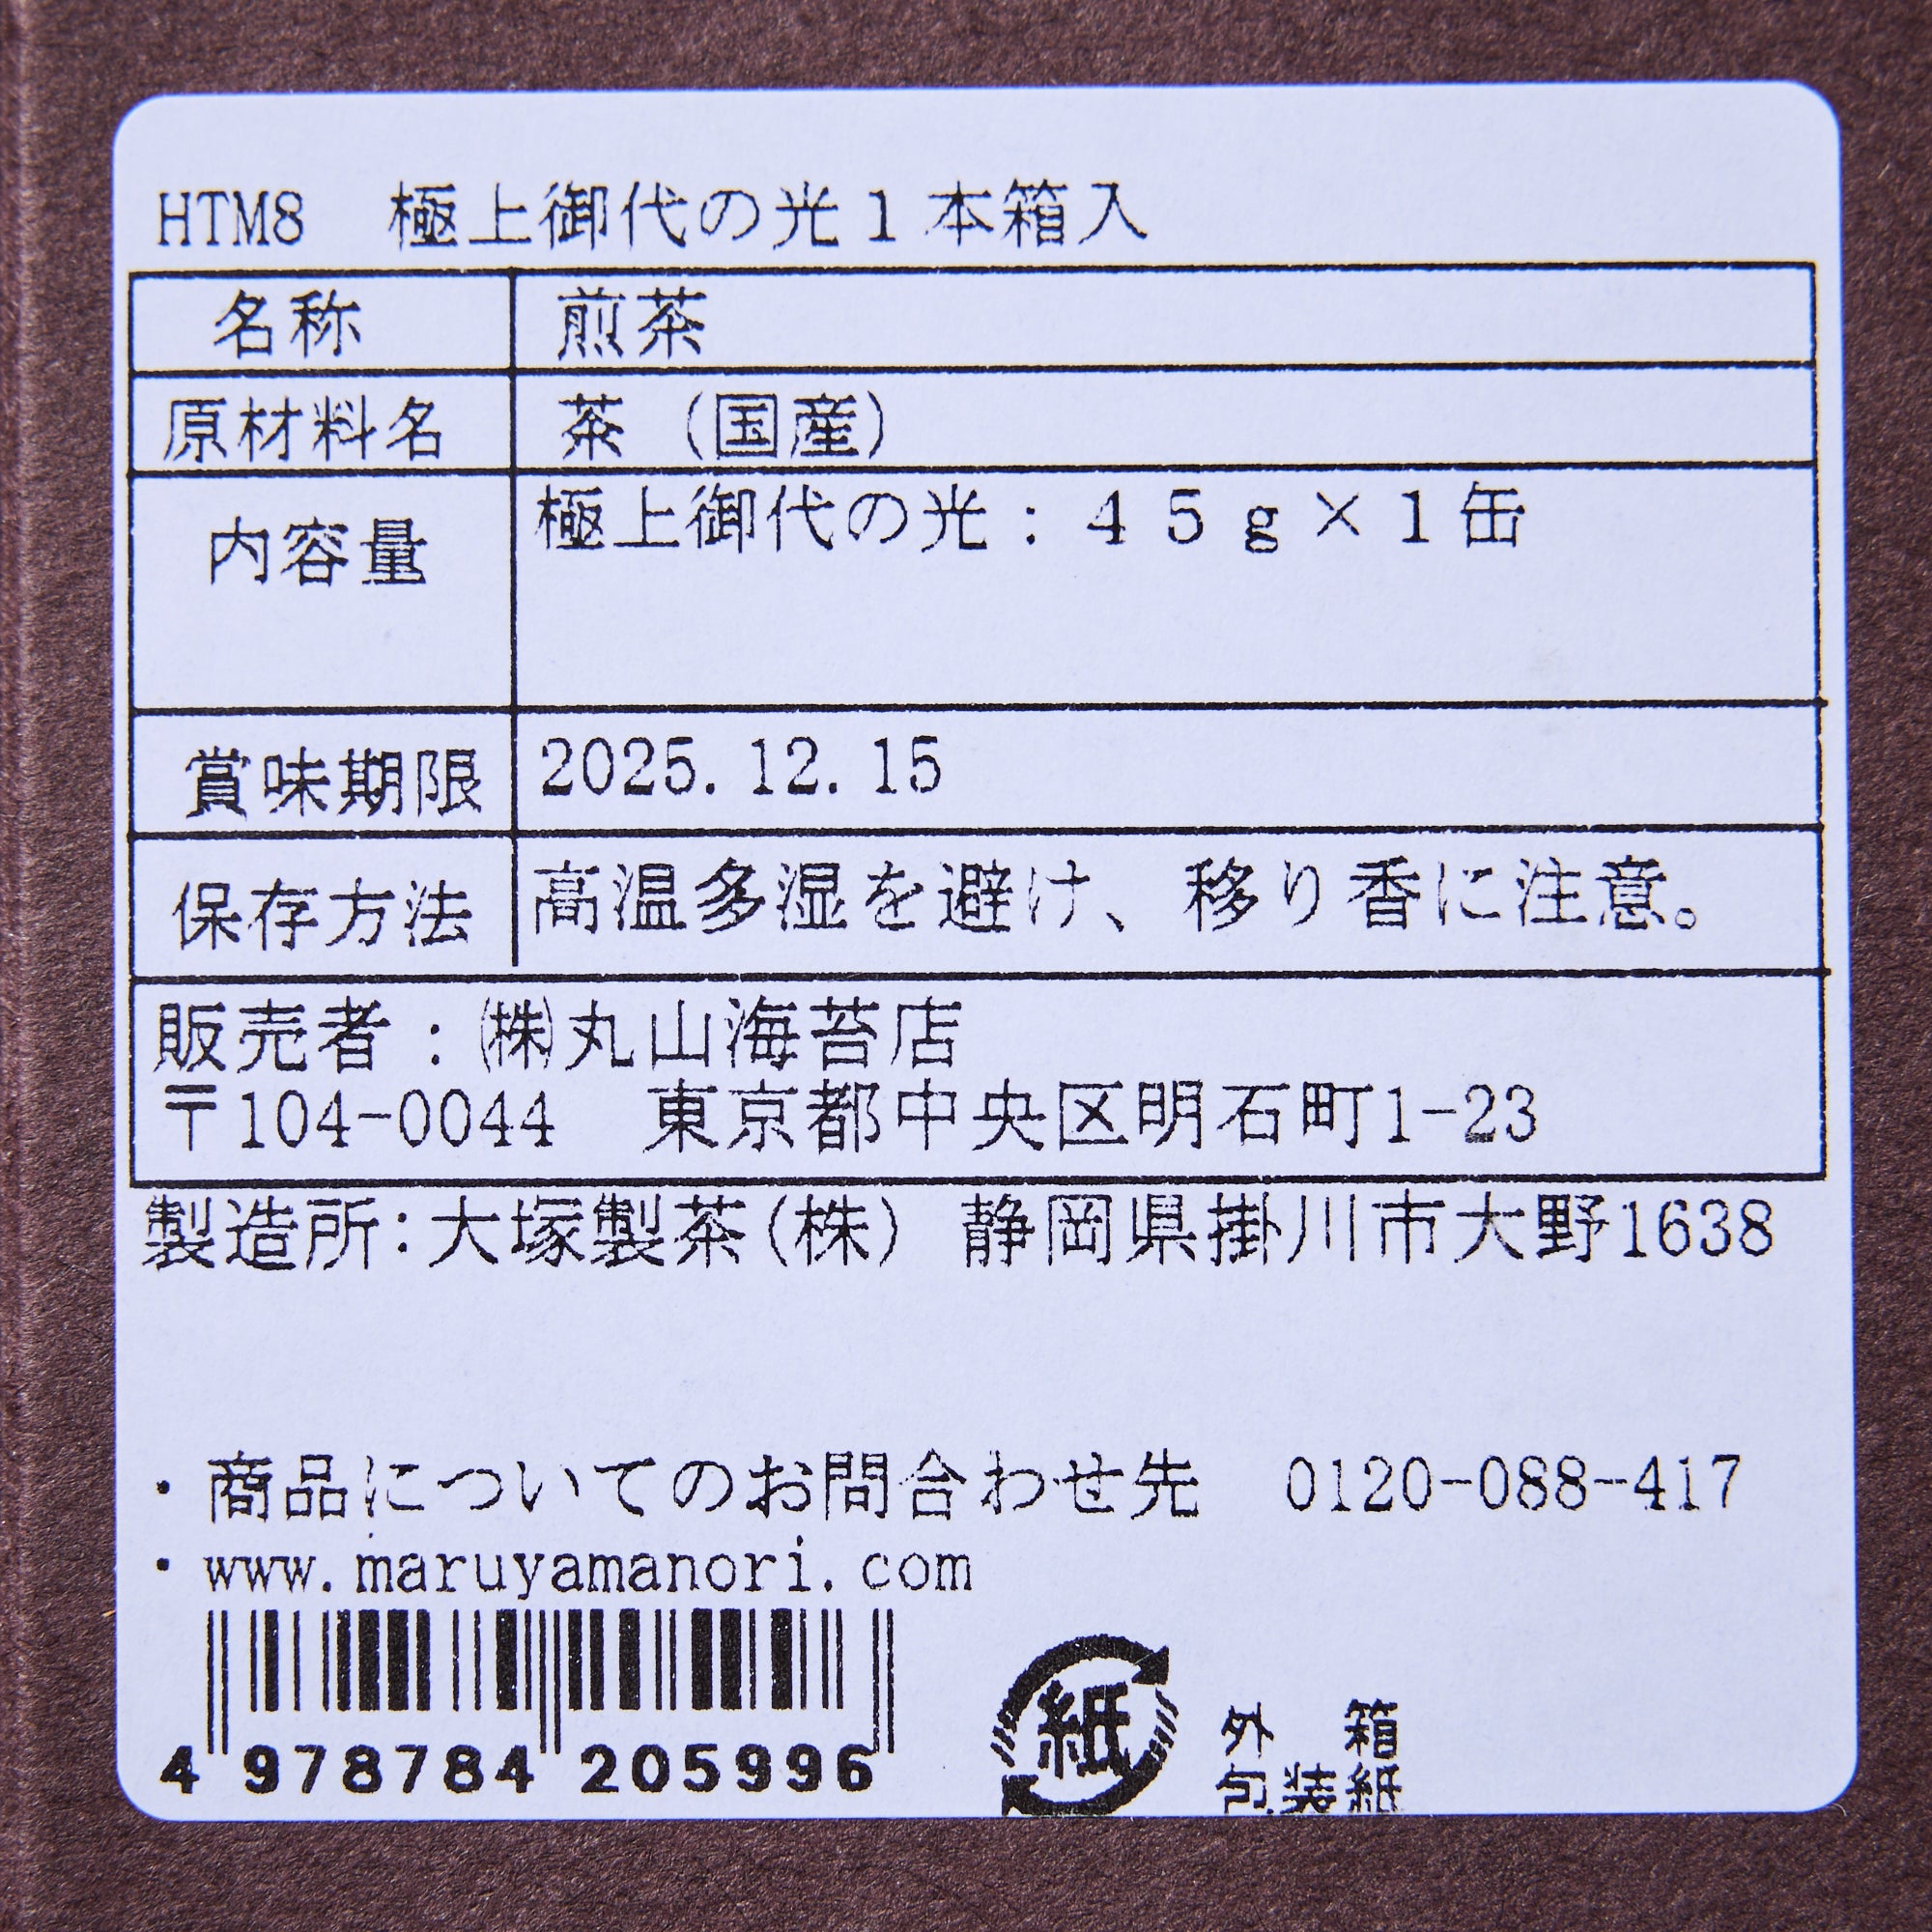 HTM8　極上御代の光１本箱入
名称　煎茶
原材料名　茶（国産）
内容量　極上御代の光：４５ｇ×１缶
賞味期限　2025.12.15
保存方法　高温多湿を避け、移り香に注意。
販売者：㈱丸山海苔店
〒104-0044　東京都中央区明石町1-23
製造所：大塚製茶(株)　静岡県掛川市大野1638
・商品についてのお問合わせ先　0120-088-417
・www.maruyamanori.com
4 978784 205996
紙
外箱
包装紙